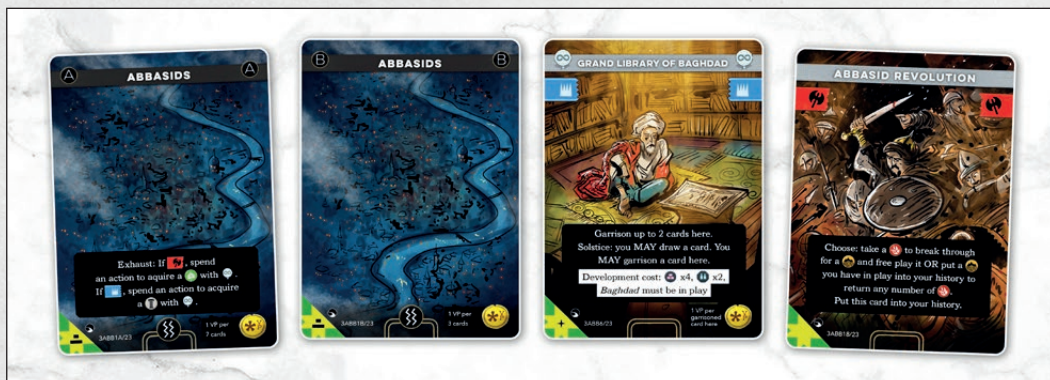 A
ABBASIDS
A
Exhaust: If , spend
an action to aquire a with .
If , spend an action to acquire
a with .
3ABB1A/23
1 VP per
7 cards
B
ABBASIDS
B
3ABB1B/23
1 VP per
3 cards
GRAND LIBRARY OF BAGHDAD
Garrison up to 2 cards here.
Solstice: you MAY draw a card. You
MAY garrison a card here.
Development cost: x4, x2,
Baghdad must be in play
3ABB6/23
1 VP per
garrisoned
card here
ABBASID REVOLUTION
Choose: take a to break through
for a and free play it OR put a
you have in play into your history to
return any number of .
Put this card into your history.
3ABB18/23